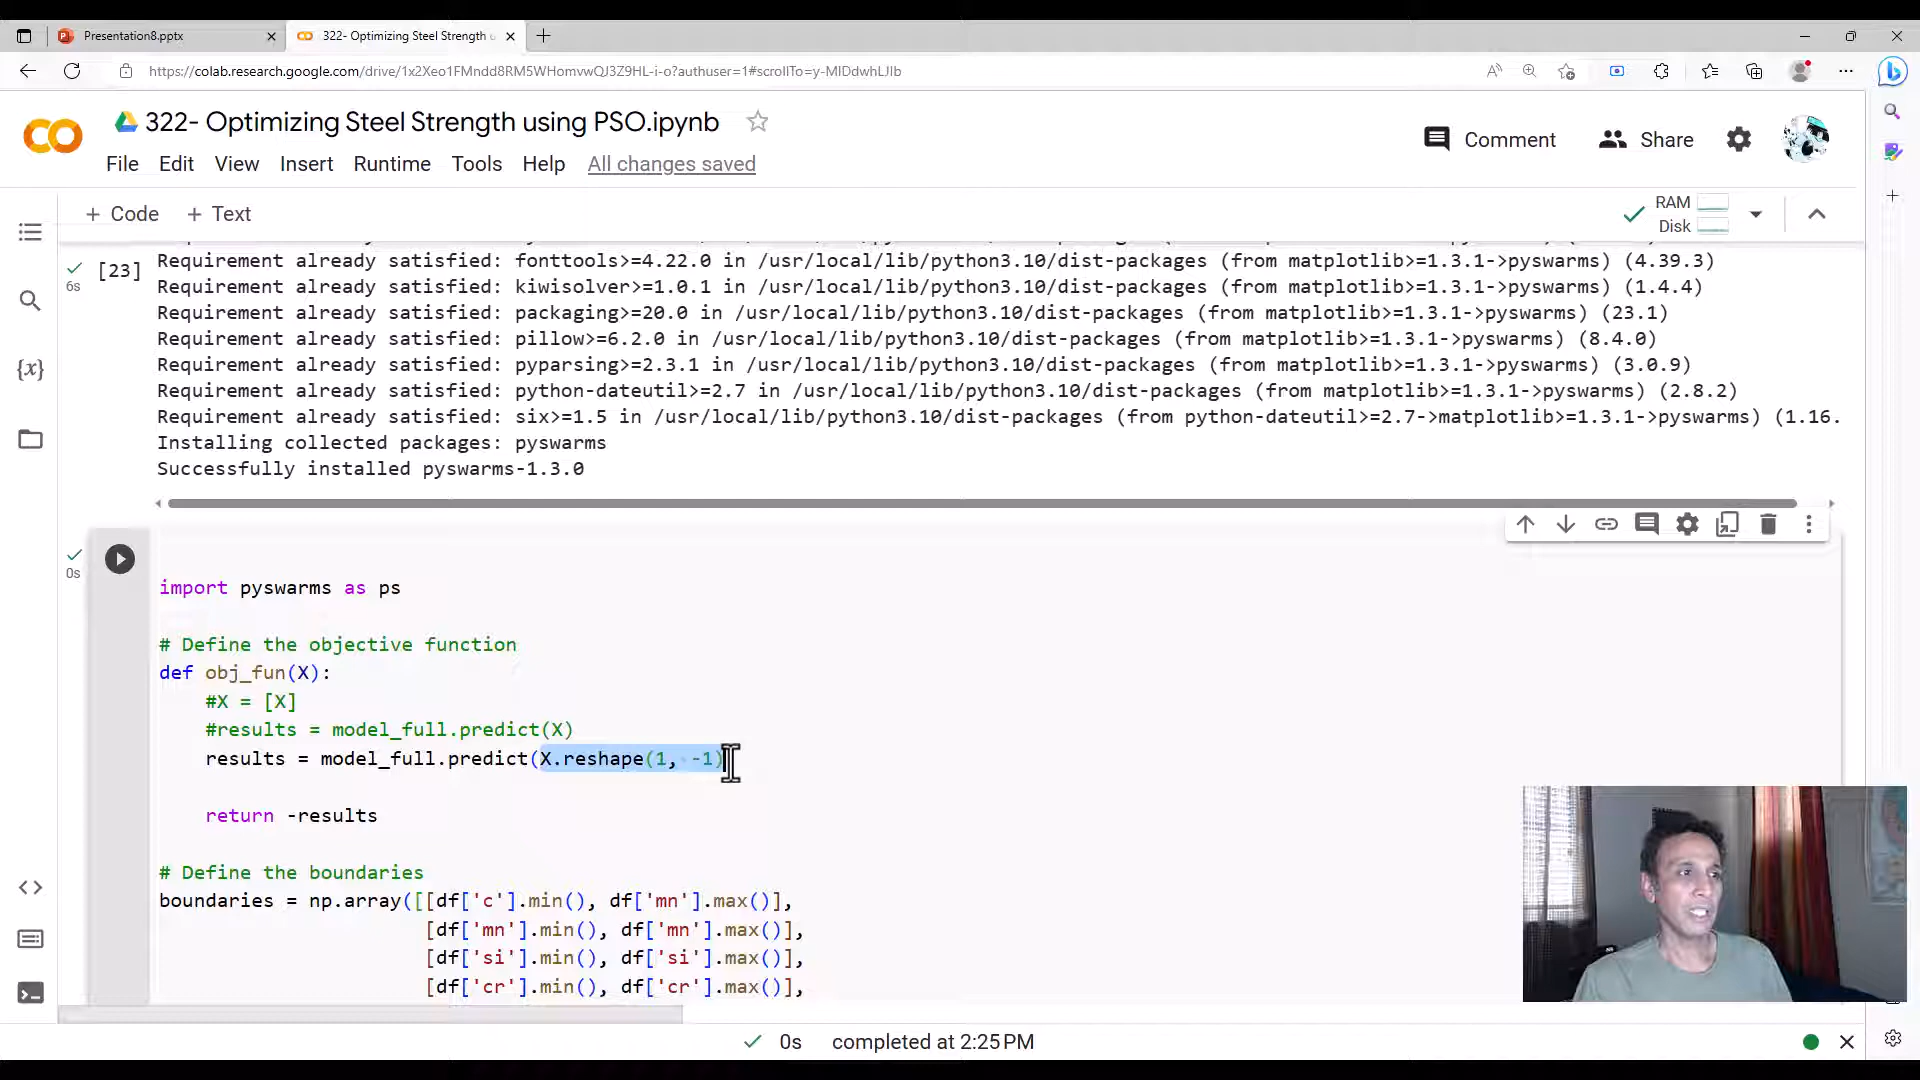 Presentation8.pptx
322- Optimizing Steel Strength
https://colab.research.google.com/drive/1x2Xeo1FMndd8RM5WHomvwQJ3Z9HL-i-o?authuser=1#scrollTo=y-MIDdwhLJIb
322- Optimizing Steel Strength using PSO.ipynb
Comment
Share
File Edit View Insert Runtime Tools Help All changes saved
+ Code + Text
RAM
Disk
[23]
6s
Requirement already satisfied: fonttools>=4.22.0 in /usr/local/lib/python3.10/dist-packages (from matplotlib>=1.3.1->pyswarms) (4.39.3)
Requirement already satisfied: kiwisolver>=1.0.1 in /usr/local/lib/python3.10/dist-packages (from matplotlib>=1.3.1->pyswarms) (1.4.4)
Requirement already satisfied: packaging>=20.0 in /usr/local/lib/python3.10/dist-packages (from matplotlib>=1.3.1->pyswarms) (23.1)
Requirement already satisfied: pillow>=6.2.0 in /usr/local/lib/python3.10/dist-packages (from matplotlib>=1.3.1->pyswarms) (8.4.0)
Requirement already satisfied: pyparsing>=2.3.1 in /usr/local/lib/python3.10/dist-packages (from matplotlib>=1.3.1->pyswarms) (3.0.9)
Requirement already satisfied: python-dateutil>=2.7 in /usr/local/lib/python3.10/dist-packages (from matplotlib>=1.3.1->pyswarms) (2.8.2)
Requirement already satisfied: six>=1.5 in /usr/local/lib/python3.10/dist-packages (from python-dateutil>=2.7->matplotlib>=1.3.1->pyswarms) (1.16.
Installing collected packages: pyswarms
Successfully installed pyswarms-1.3.0
0s
import pyswarms as ps
# Define the objective function
def obj_fun(X):
#X = [X]
#results = model_full.predict(X)
results = model_full.predict(X.reshape(1, -1)
return -results
# Define the boundaries
boundaries = np.array([[df['c'].min(), df['mn'].max()],
[df['mn'].min(), df['mn'].max()],
[df['si'].min(), df['si'].max()],
[df['cr'].min(), df['cr'].max()],
0s completed at 2:25 PM